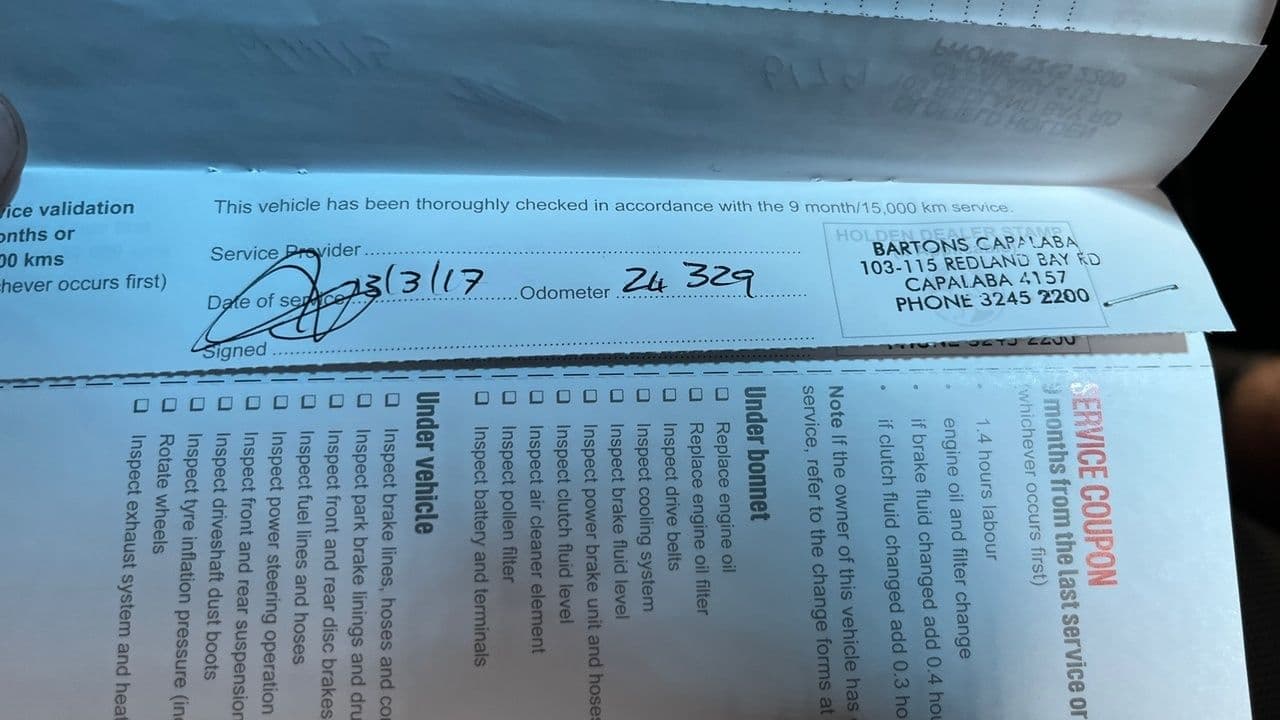 ice validation
onths or
00 kms
hever occurs first)
This vehicle has been thoroughly checked in accordance with the 9 month/15,000 km service.
Service Provider
Date of service 13/3/17
Odometer 24 329
Signed
HOLDEN DEALER STAMP
BARTONS CAPALABA
103-115 REDLAND BAY RD
CAPALABA 4157
PHONE 3245 2200
SERVICE COUPON
9 months from the last service or
whichever occurs first)
• 1.4 hours labour
• engine oil and filter change
• if brake fluid changed add 0.4 hou
• if clutch fluid changed add 0.3 ho
Note If the owner of this vehicle has
service, refer to the change forms at
Under bonnet
❑ Replace engine oil
❑ Replace engine oil filter
❑ Inspect drive belts
❑ Inspect cooling system
❑ Inspect brake fluid level
❑ Inspect power brake unit and hoses
❑ Inspect clutch fluid level
❑ Inspect air cleaner element
❑ Inspect pollen filter
❑ Inspect battery and terminals
Under vehicle
❑ Inspect brake lines, hoses and co
❑ Inspect park brake linings and dru
❑ Inspect front and rear disc brakes
❑ Inspect fuel lines and hoses
❑ Inspect power steering operation
❑ Inspect front and rear suspension
❑ Inspect driveshaft dust boots
❑ Inspect tyre inflation pressure (in
❑ Rotate wheels
❑ Inspect exhaust system and heat